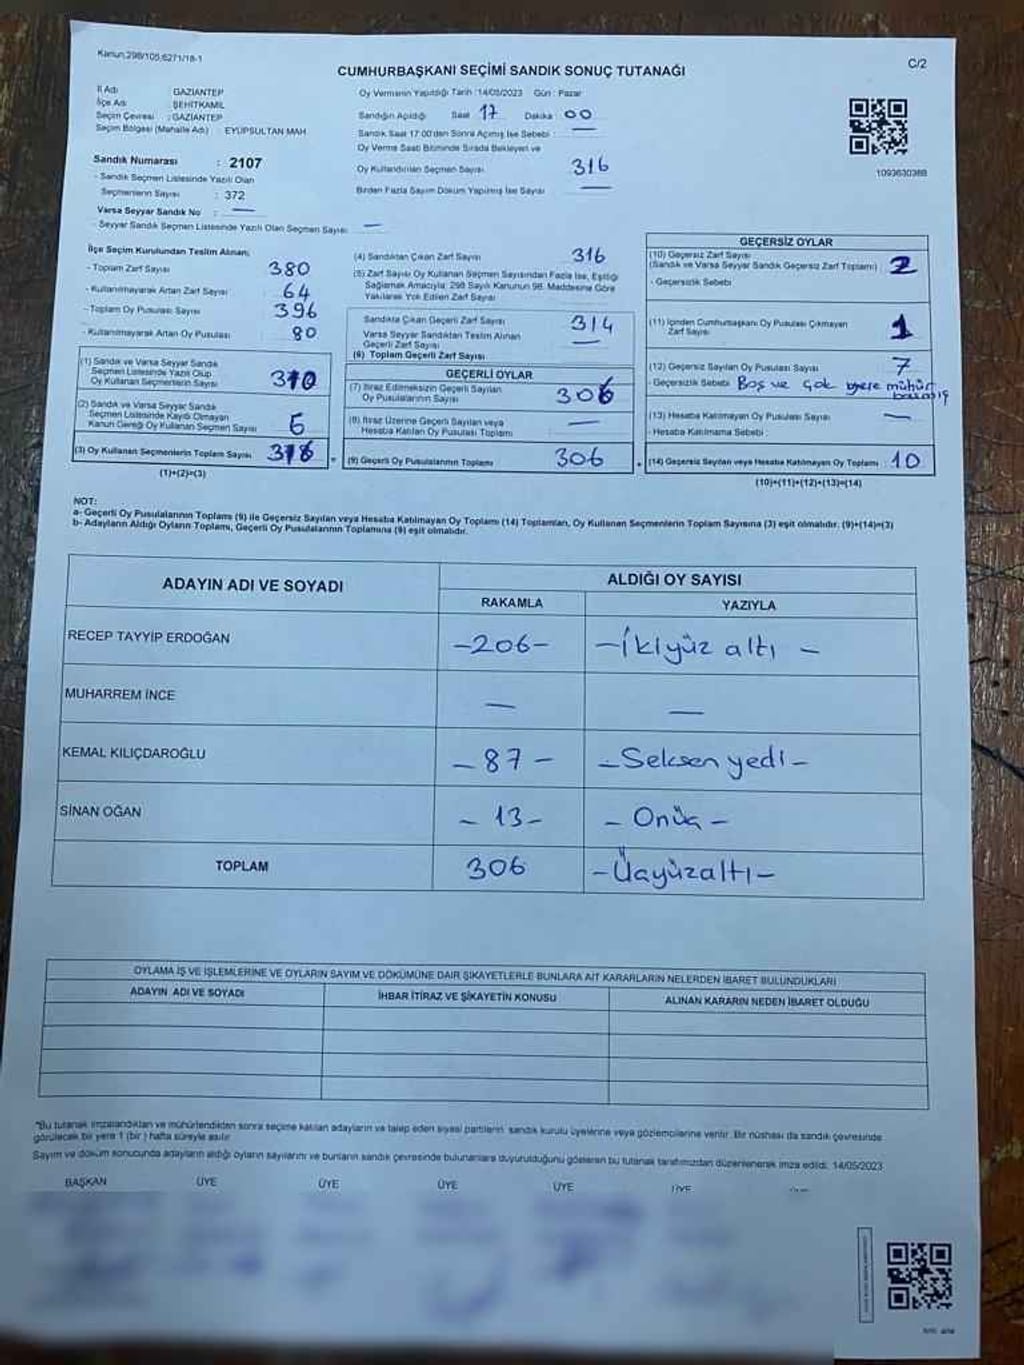 Kanun:298/105,6271/18-1
C/2
CUMHURBAŞKANI SEÇİMİ SANDIK SONUÇ TUTANAĞI
İl Adı GAZİANTEP
İlçe Adı ŞEHİTKAMİL
Seçim Çevresi : GAZİANTEP
Seçim Bölgesi (Mahalle Adı) : EYÜPSULTAN MAH.
Sandık Numarası : 2107
- Sandık Seçmen Listesinde Yazılı Olan
Seçmenlerin Sayısı : 372
Varsa Seyyar Sandık No : —
- Seyyar Sandık Seçmen Listesinde Yazılı Olan Seçmen Sayısı: —
Oy Vermenin Yapıldığı Tarih : 14/05/2023 Gün : Pazar
Sandığın Açıldığı Saat 17 Dakika 00
Sandık Saat 17:00'den Sonra Açılmış İse Sebebi : —
Oy Verme Saati Bitiminde Sırada Bekleyen ve
Oy Kullandırılan Seçmen Sayısı 316
Birden Fazla Sayım Döküm Yapılmış İse Sayısı —
1093630368
İlçe Seçim Kurulundan Teslim Alınan;
- Toplam Zarf Sayısı 380
- Kullanılmayarak Artan Zarf Sayısı : 64
- Toplam Oy Pusulası Sayısı 396
- Kullanılmayarak Artan Oy Pusulası 80
(1) Sandık ve Varsa Seyyar Sandık
Seçmen Listesinde Yazılı Olup
Oy Kullanan Seçmenlerin Sayısı 310
(2) Sandık ve Varsa Seyyar Sandık
Seçmen Listesinde Kayıtlı Olmayan
Kanun Gereği Oy Kullanan Seçmen Sayısı 6
(3) Oy Kullanan Seçmenlerin Toplam Sayısı 316
(1)+(2)=(3)
(4) Sandıktan Çıkan Zarf Sayısı 316
(5) Zarf Sayısı Oy Kullanan Seçmen Sayısından Fazla İse, Eşitliği
Sağlamak Amacıyla 298 Sayılı Kanunun 98. Maddesine Göre
Yakılarak Yok Edilen Zarf Sayısı
Sandıkta Çıkan Geçerli Zarf Sayısı 314
Varsa Seyyar Sandıktan Teslim Alınan
Geçerli Zarf Sayısı —
(6) Toplam Geçerli Zarf Sayısı
GEÇERLİ OYLAR
(7) İtiraz Edilmeksizin Geçerli Sayılan
Oy Pusulalarının Sayısı 306
(8) İtiraz Üzerine Geçerli Sayılan veya
Hesaba Katılan Oy Pusulası Toplamı —
(9) Geçerli Oy Pusulalarının Toplamı 306
GEÇERSİZ OYLAR
(10) Geçersiz Zarf Sayısı
(Sandık ve Varsa Seyyar Sandık Geçersiz Zarf Toplamı) : 2
- Geçersizlik Sebebi
(11) İçinden Cumhurbaşkanı Oy Pusulası Çıkmayan
Zarf Sayısı 1
(12) Geçersiz Sayılan Oy Pusulası Sayısı 7
- Geçersizlik Sebebi Boş ve Çok yere mühür
(13) Hesaba Katılmayan Oy Pusulası Sayısı —
- Hesaba Katılmama Sebebi :
(14) Geçersiz Sayılan veya Hesaba Katılmayan Oy Toplamı : 10
(10)+(11)+(12)+(13)=(14)
NOT:
a- Geçerli Oy Pusulalarının Toplamı (9) ile Geçersiz Sayılan veya Hesaba Katılmayan Oy Toplamı (14) Toplamları, Oy Kullanan Seçmenlerin Toplam Sayısına (3) eşit olmalıdır. (9)+(14)=(3)
b- Adayların Aldığı Oyların Toplamı, Geçerli Oy Pusulalarının Toplamına (9) eşit olmalıdır.
ADAYIN ADI VE SOYADI ALDIĞI OY SAYISI
RAKAMLA YAZIYLA
RECEP TAYYİP ERDOĞAN -206- -İkiyüz altı -
MUHARREM İNCE — —
KEMAL KILIÇDAROĞLU - 87 - -Seksen yedi-
SİNAN OĞAN - 13 - - Onüç -
TOPLAM 306 -Üçyüzaltı-
OYLAMA İŞ VE İŞLEMLERİNE VE OYLARIN SAYIM VE DÖKÜMÜNE DAİR ŞİKAYETLERLE BUNLARA AİT KARARLARIN NELERDEN İBARET BULUNDUKLARI
ADAYIN ADI VE SOYADI İHBAR İTİRAZ VE ŞİKAYETİN KONUSU ALINAN KARARIN NEDEN İBARET OLDUĞU
*Bu tutanak imzalandıktan ve mühürlendikten sonra seçime katılan adayların ve talep eden siyasi partilerin sandık kurulu üyelerine veya gözlemcilerine verilir. Bir nüshası da sandık çevresinde
görülecek bir yere 1 (bir) hafta süreyle asılır.
Sayım ve döküm sonucunda adayların aldığı oyların sayılarını ve bunların sandık çevresinde bulunanlara duyurulduğunu gösteren bu tutanak tarafımızdan düzenlenerek imza edildi. 14/05/2023
BAŞKAN ÜYE ÜYE ÜYE ÜYE ÜYE